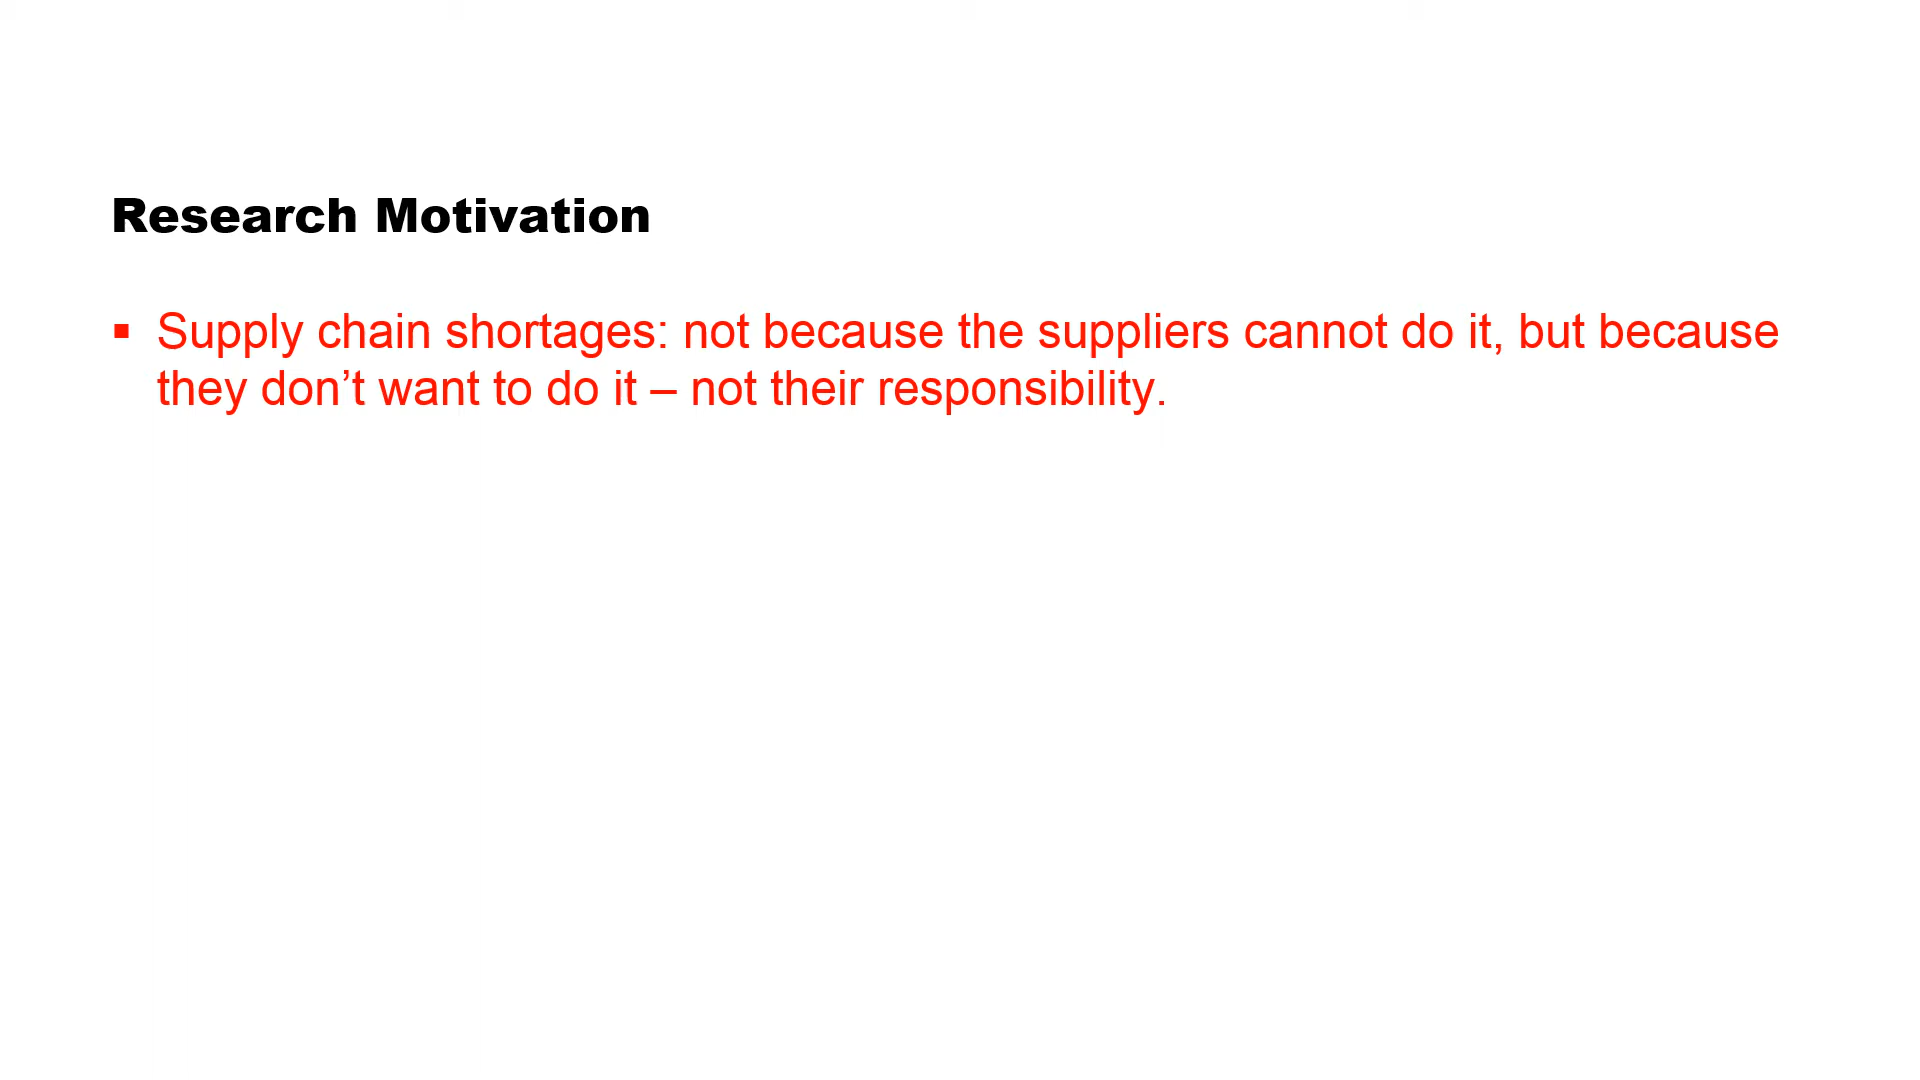 Research Motivation
▪ Supply chain shortages: not because the suppliers cannot do it, but because
they don’t want to do it – not their responsibility.